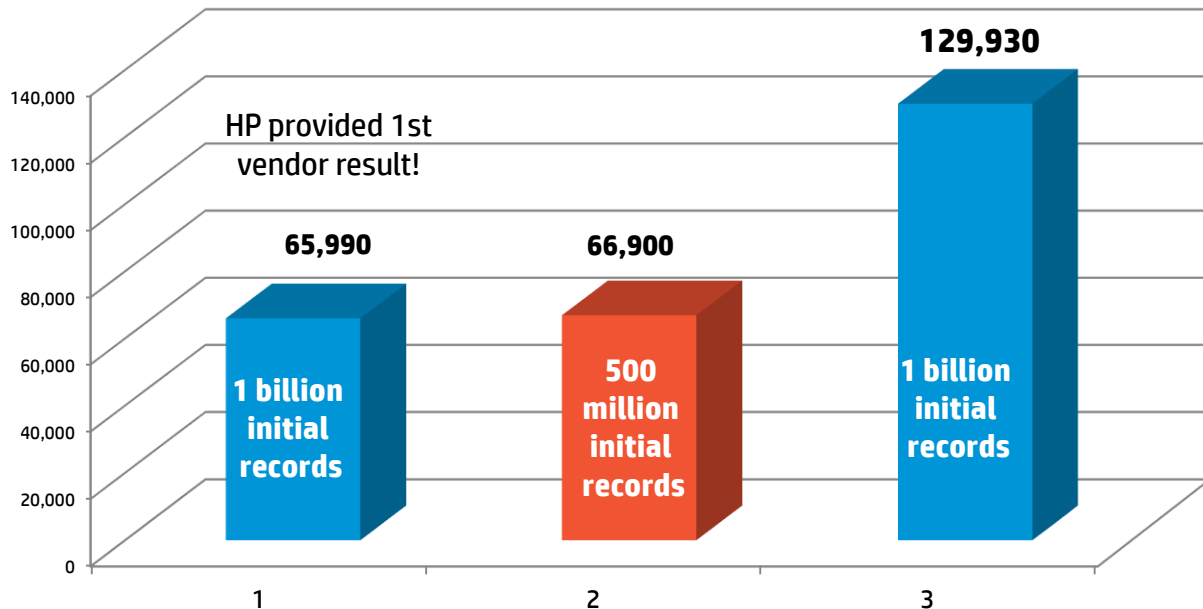 129,930
140,000
HP provided 1st
vendor result!
120,000
100,000
65,990
66,900
80,000
60,000
1 billion
initial
records
500
million
initial
records
1 billion
initial
records
40,000
20,000
0
1
2
3